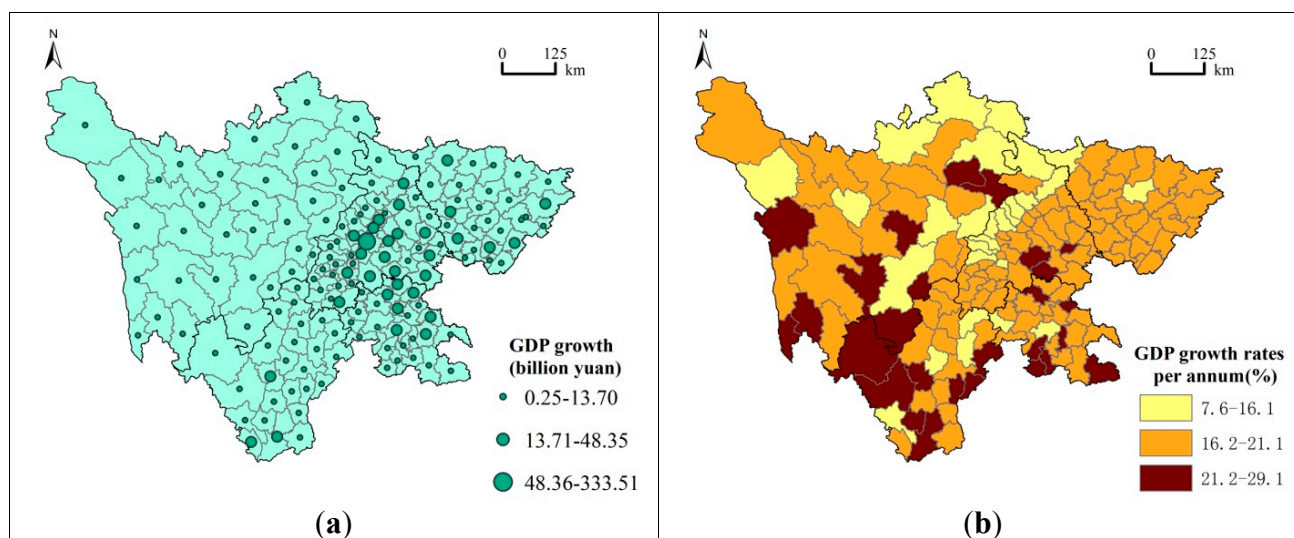 N
0 125
km
GDP growth
(billion yuan)
0.25-13.70
13.71-48.35
48.36-333.51
(a)
N
0 125
km
GDP growth rates
per annum(%)
7.6-16.1
16.2-21.1
21.2-29.1
(b)